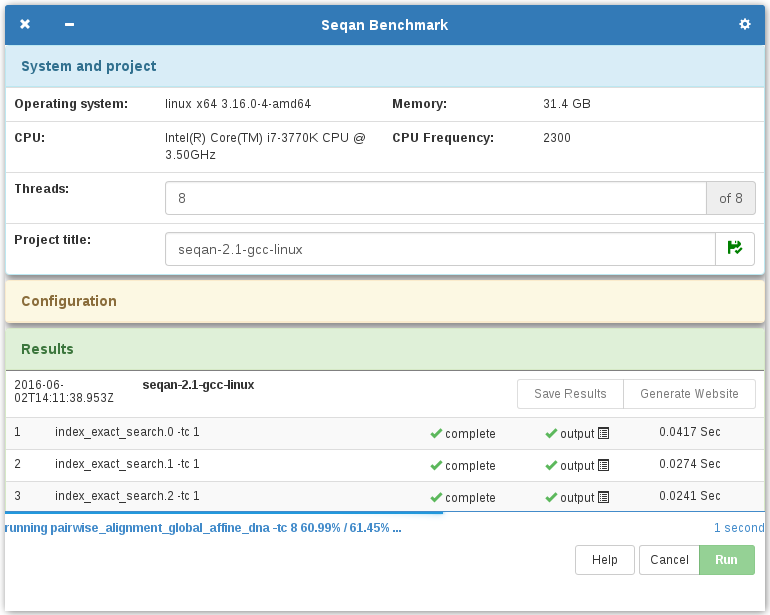 Seqan Benchmark
System and project
Operating system: linux x64 3.16.0-4-amd64 Memory: 31.4 GB
CPU: Intel(R) Core(TM) i7-3770K CPU @ CPU Frequency: 2300
3.50GHz
Threads: 8 of 8
Project title: seqan-2.1-gcc-linux
Configuration
Results
2016-06- seqan-2.1-gcc-linux Save Results Generate Website
02T14:11:38.953Z
1 index_exact_search.0 -tc 1 complete output 0.0417 Sec
2 index_exact_search.1 -tc 1 complete output 0.0274 Sec
3 index_exact_search.2 -tc 1 complete output 0.0241 Sec
running pairwise_alignment_global_affine_dna -tc 8 60.99% / 61.45% ... 1 second
Help Cancel Run